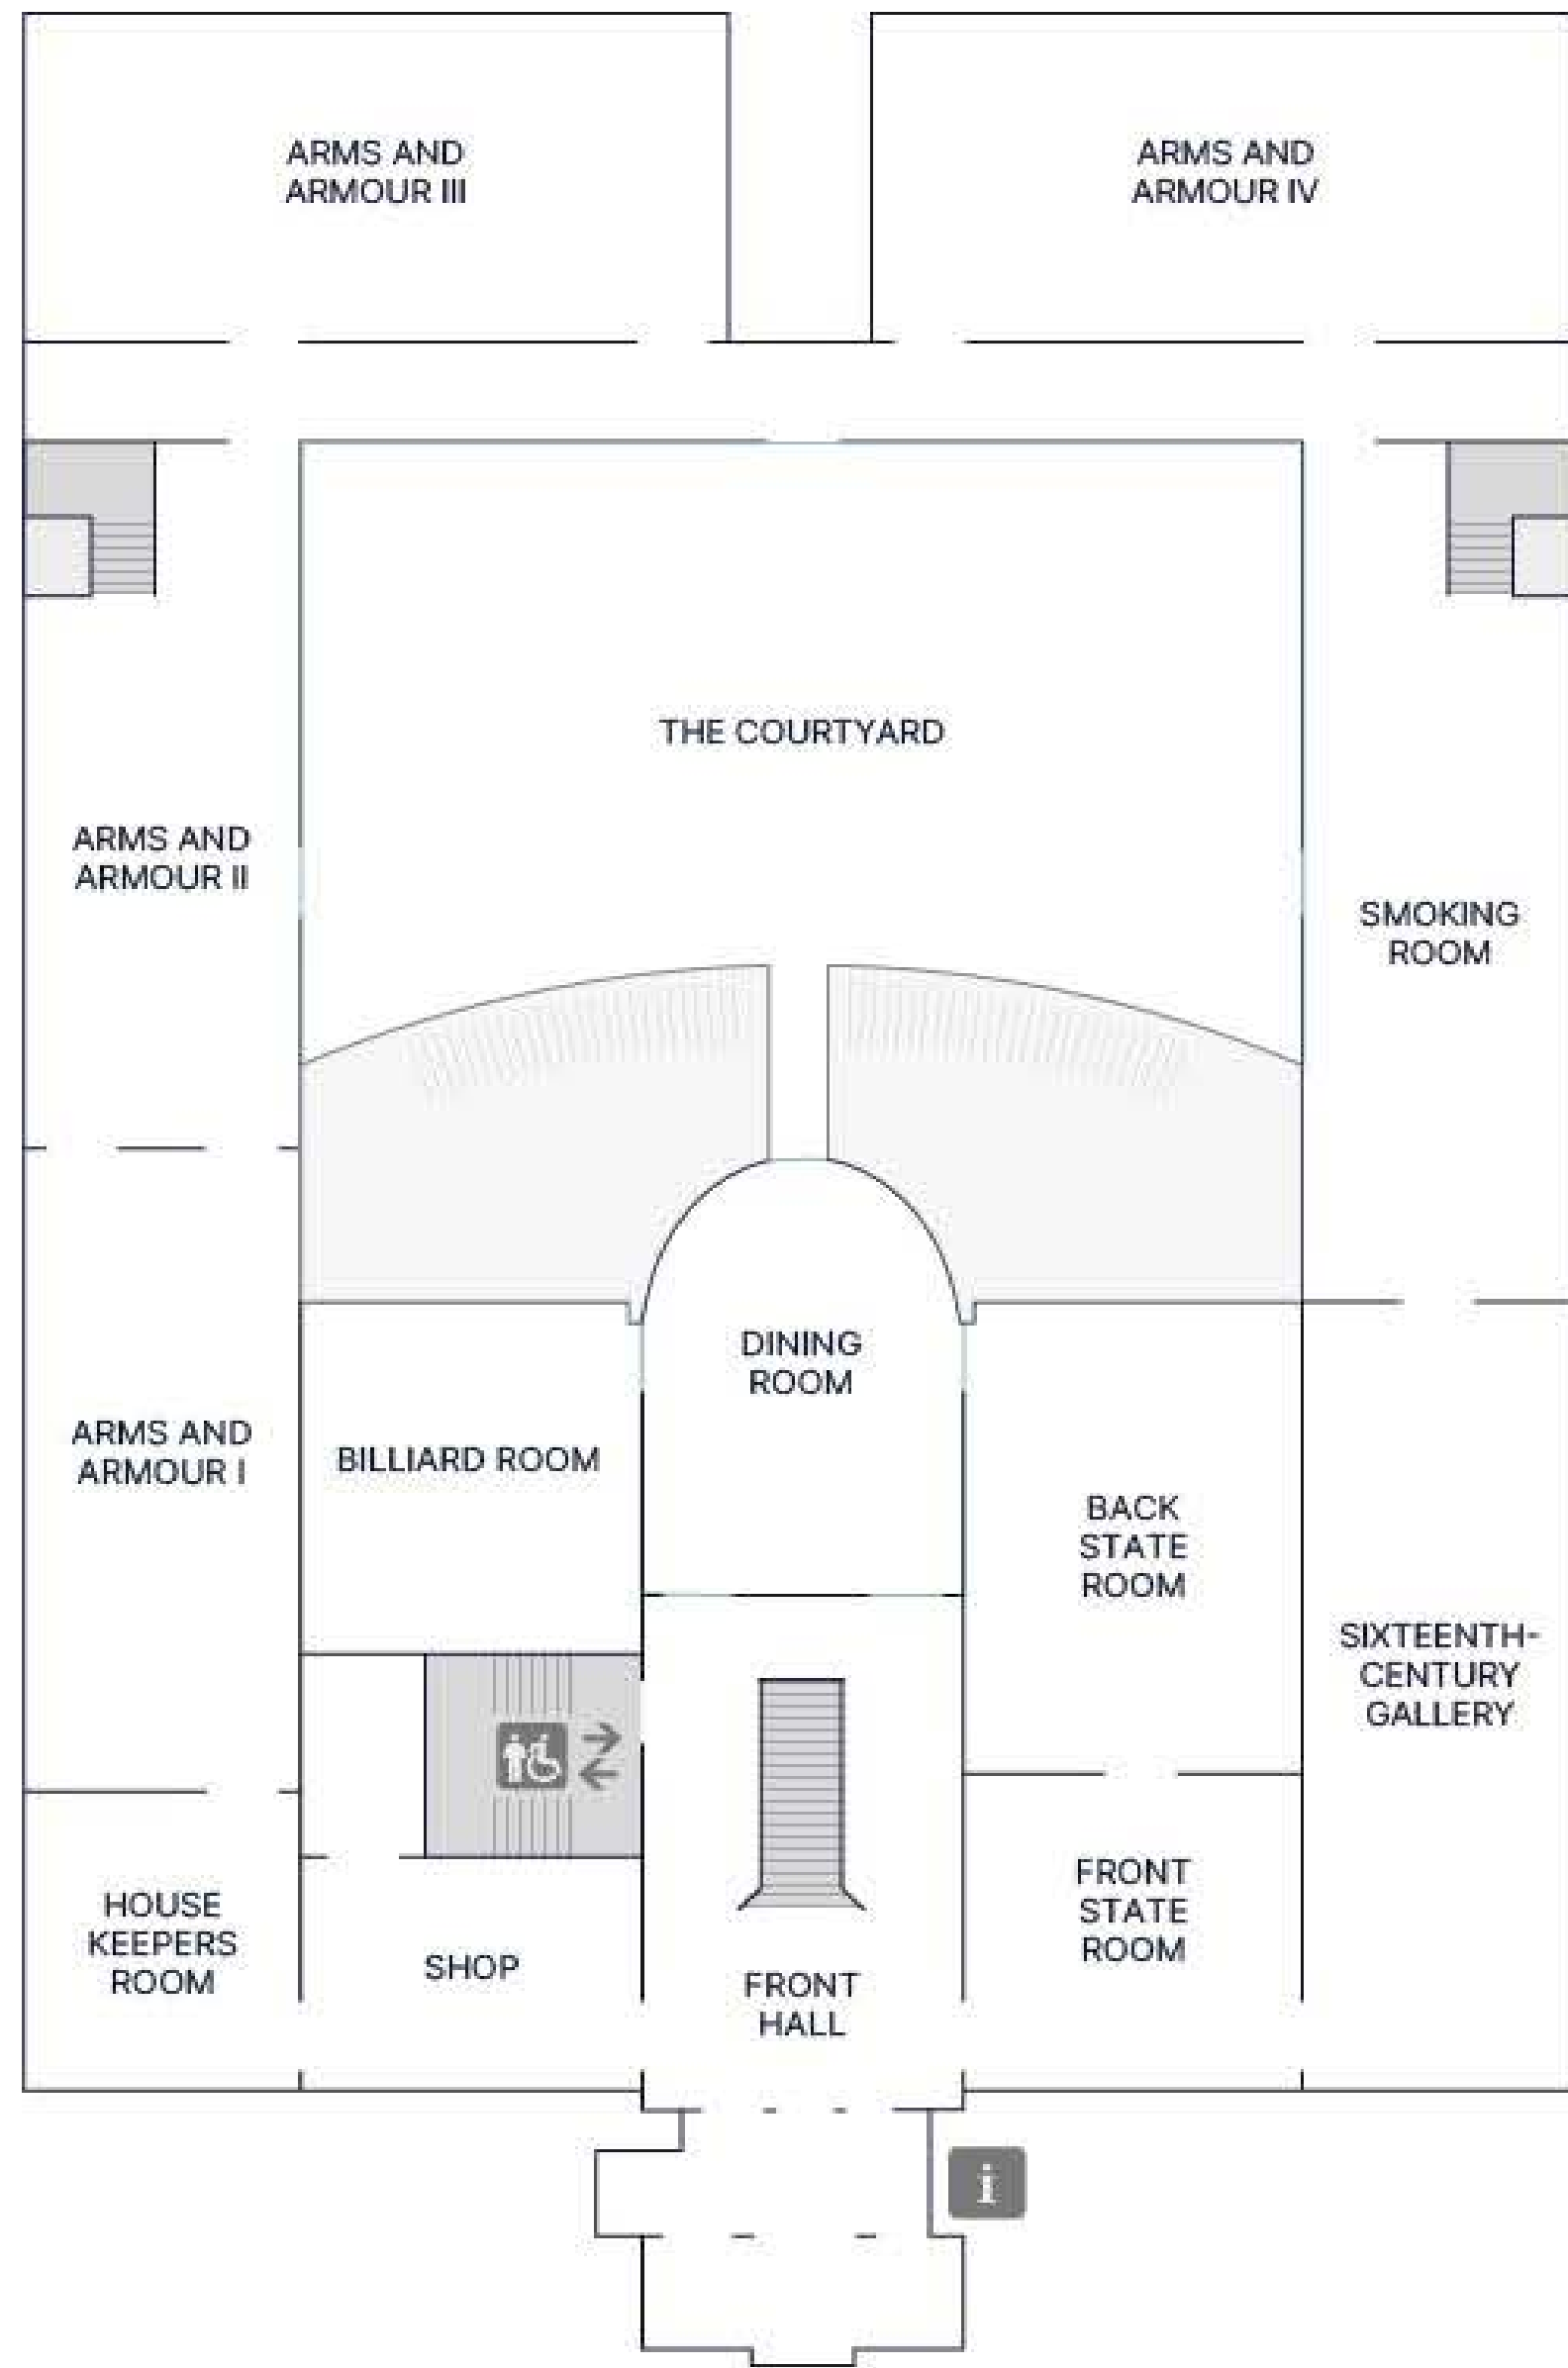 ARMS AND
ARMOUR III
ARMS AND
ARMOUR IV
THE COURTYARD
ARMS AND
ARMOUR II
SMOKING
ROOM
DINING
ROOM
ARMS AND
ARMOUR I
BILLIARD ROOM
BACK
STATE
ROOM
SIXTEENTH-
CENTURY
GALLERY
FRONT
STATE
ROOM
HOUSE
KEEPERS
ROOM
SHOP
FRONT
HALL
i